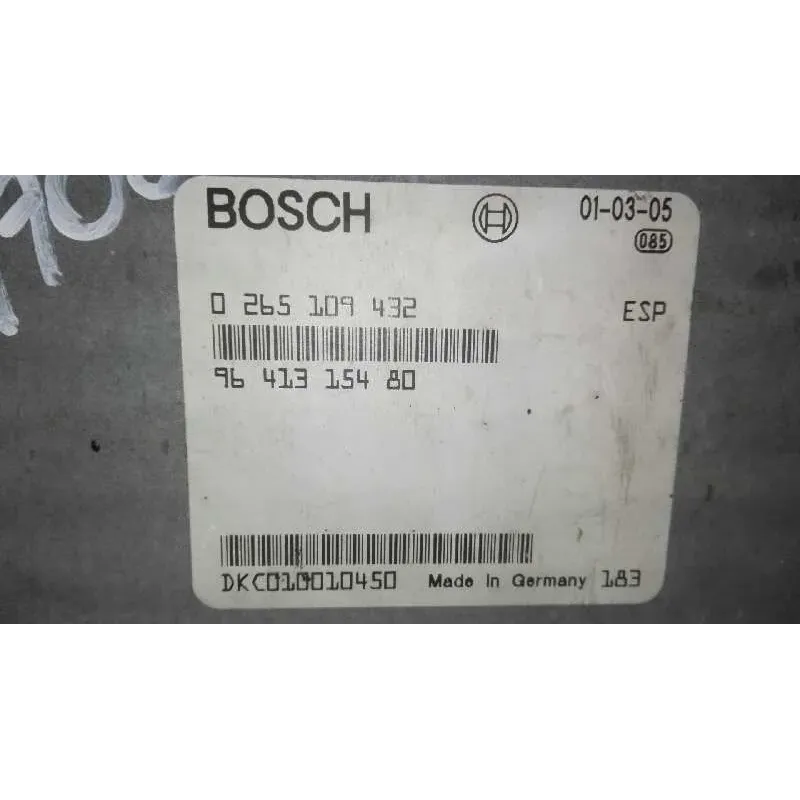 BOSCH
01-03-05
085
0 265 109 432
ESP
96 413 154 80
DKC010010450 Made In Germany 183